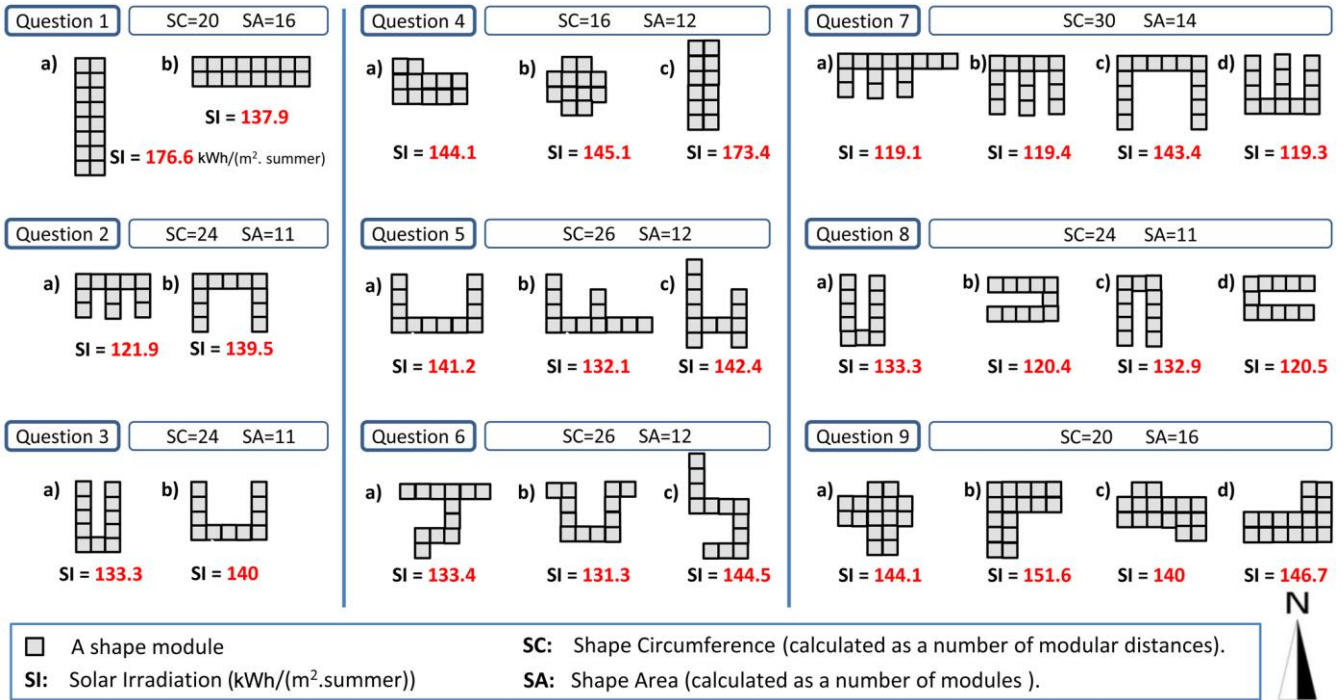 Question 1
SC=20 SA=16
a)
b)
SI = 137.9
SI = 176.6 kWh/(m². summer)
Question 2
SC=24 SA=11
a)
b)
SI = 121.9
SI = 139.5
Question 3
SC=24 SA=11
a)
b)
SI = 133.3
SI = 140
Question 4
SC=16 SA=12
a)
b)
c)
SI = 144.1
SI = 145.1
SI = 173.4
Question 5
SC=26 SA=12
a)
b)
c)
SI = 141.2
SI = 132.1
SI = 142.4
Question 6
SC=26 SA=12
a)
b)
c)
SI = 133.4
SI = 131.3
SI = 144.5
Question 7
SC=30 SA=14
a)
b)
c)
d)
SI = 119.1
SI = 119.4
SI = 143.4
SI = 119.3
Question 8
SC=24 SA=11
a)
b)
c)
d)
SI = 133.3
SI = 120.4
SI = 132.9
SI = 120.5
Question 9
SC=20 SA=16
a)
b)
c)
d)
SI = 144.1
SI = 151.6
SI = 140
SI = 146.7
N
A shape module
SC: Shape Circumference (calculated as a number of modular distances).
SI: Solar Irradiation (kWh/(m².summer))
SA: Shape Area (calculated as a number of modules ).